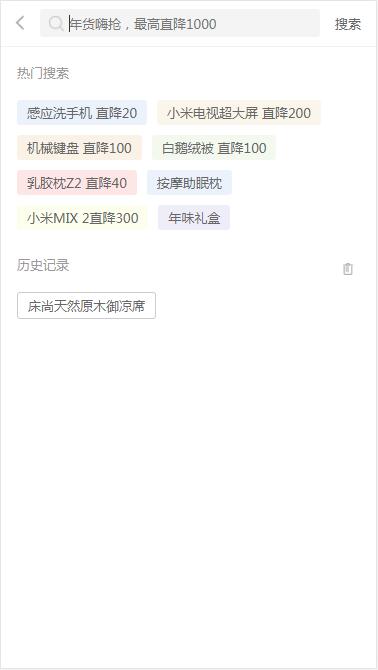 年货嗨抢，最高直降1000 搜索
热门搜索
感应洗手机 直降20 小米电视超大屏 直降200
机械键盘 直降100 白鹅绒被 直降100
乳胶枕Z2 直降40 按摩助眠枕
小米MIX 2直降300 年味礼盒
历史记录
床尚天然原木御凉席